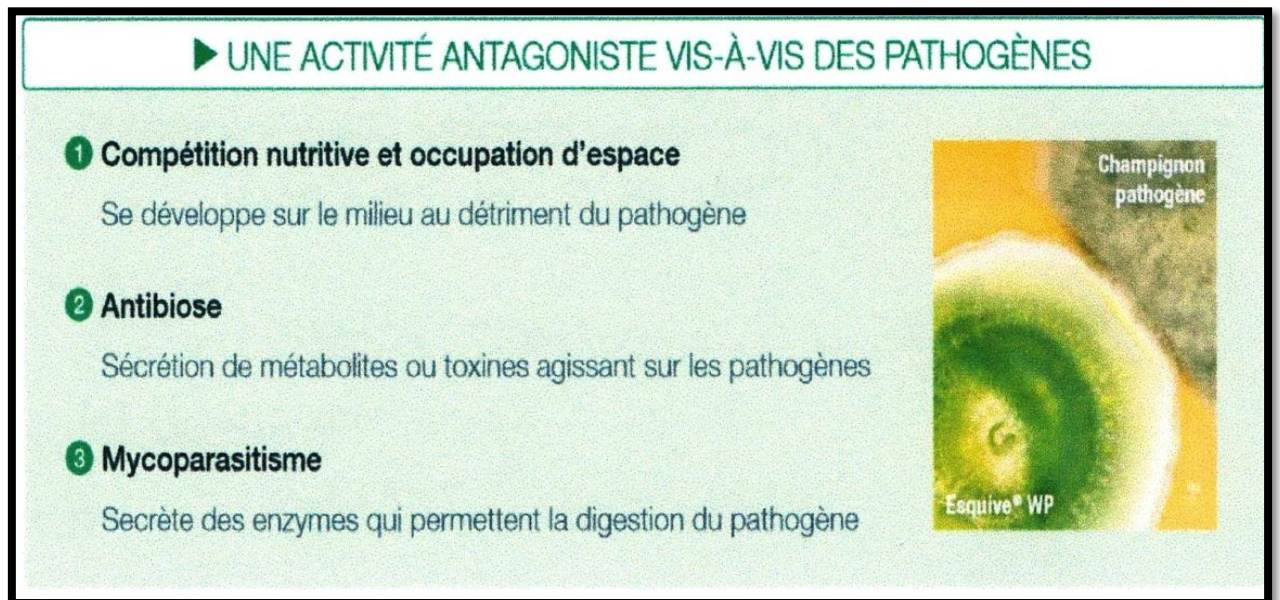 ▶ UNE ACTIVITÉ ANTAGONISTE VIS-À-VIS DES PATHOGÈNES
1 Compétition nutritive et occupation d'espace
Se développe sur le milieu au détriment du pathogène
2 Antibiose
Sécrétion de métabolites ou toxines agissant sur les pathogènes
3 Mycoparasitisme
Secrète des enzymes qui permettent la digestion du pathogène
Champignon
pathogène
Esquive® WP